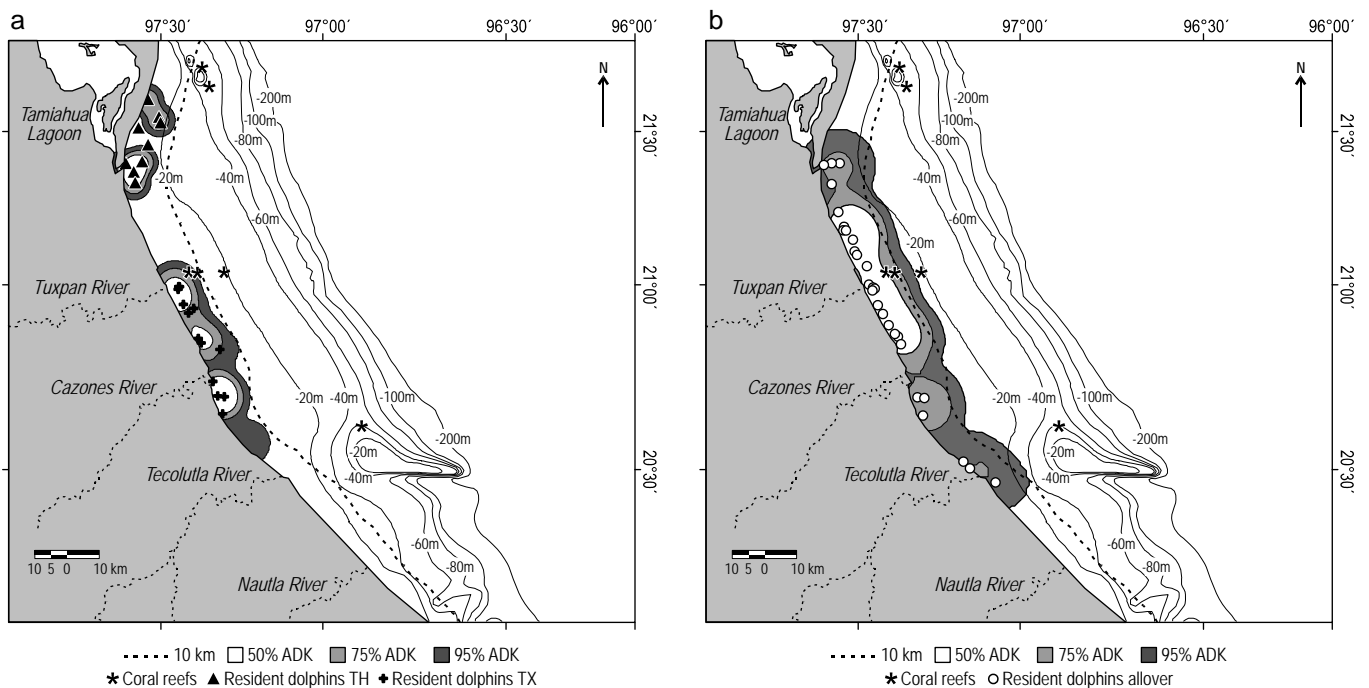 a
97°30′ 97°00′ 96°30′ 96°00′
N
-200m
-100m
-80m
Tamiahua
Lagoon
21°30′
-20m
-40m
-60m
Tuxpan River
21°00′
Cazones River
-20m
-40m
-100m
-200m
-20m
Tecolutla River
-40m
20°30′
-60m
10 5 0 10 km
-80m
Nautla River
10 km 50% ADK 75% ADK 95% ADK
Coral reefs Resident dolphins TH Resident dolphins TX
b
97°30′ 97°00′ 96°30′ 96°00′
N
-200m
-100m
-80m
Tamiahua
Lagoon
21°30′
-40m
-60m
-20m
Tuxpan River
21°00′
Cazones River
-20m
-40m
-100m
-200m
-20m
Tecolutla River
-40m
20°30′
-60m
10 5 0 10 km
-80m
Nautla River
10 km 50% ADK 75% ADK 95% ADK
Coral reefs Resident dolphins allover